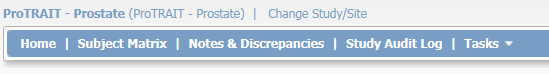 ProTRAIT - Prostate (ProTRAIT - Prostate) | Change Study/Site
Home | Subject Matrix | Notes & Discrepancies | Study Audit Log | Tasks